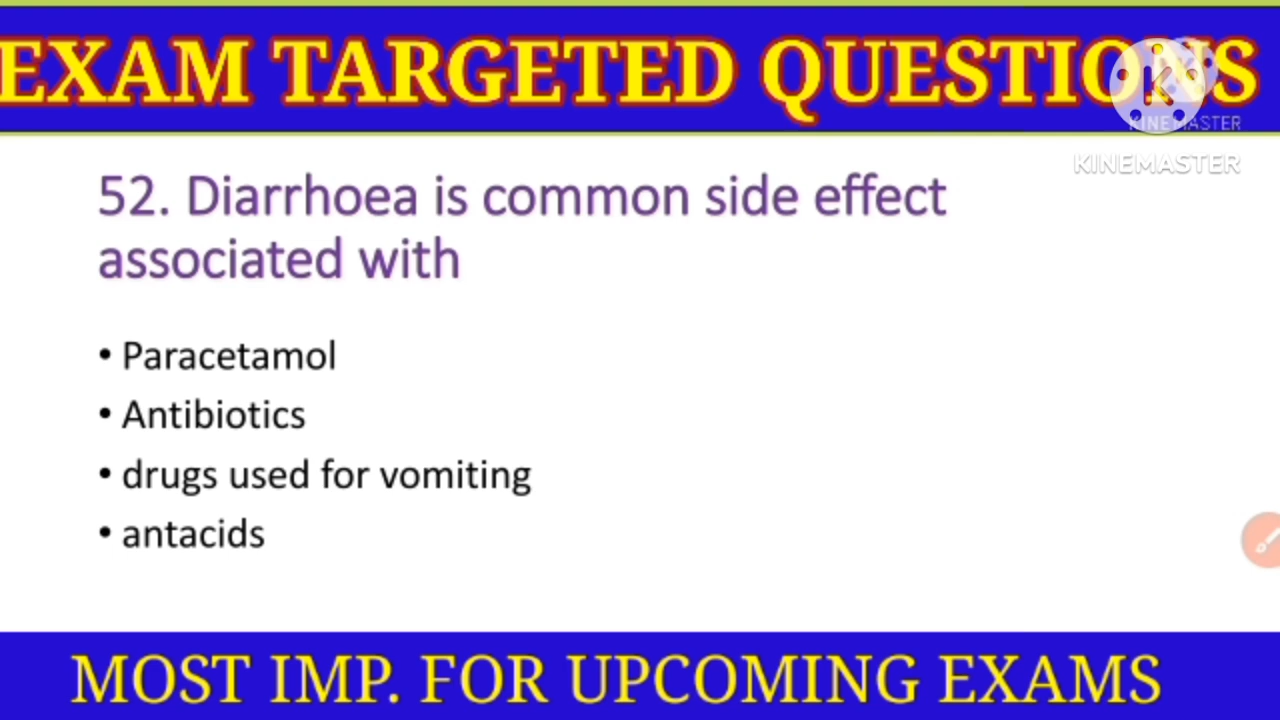 EXAM TARGETED QUESTIONS
KINEMASTER
KINEMASTER
52. Diarrhoea is common side effect
associated with
• Paracetamol
• Antibiotics
• drugs used for vomiting
• antacids
MOST IMP. FOR UPCOMING EXAMS